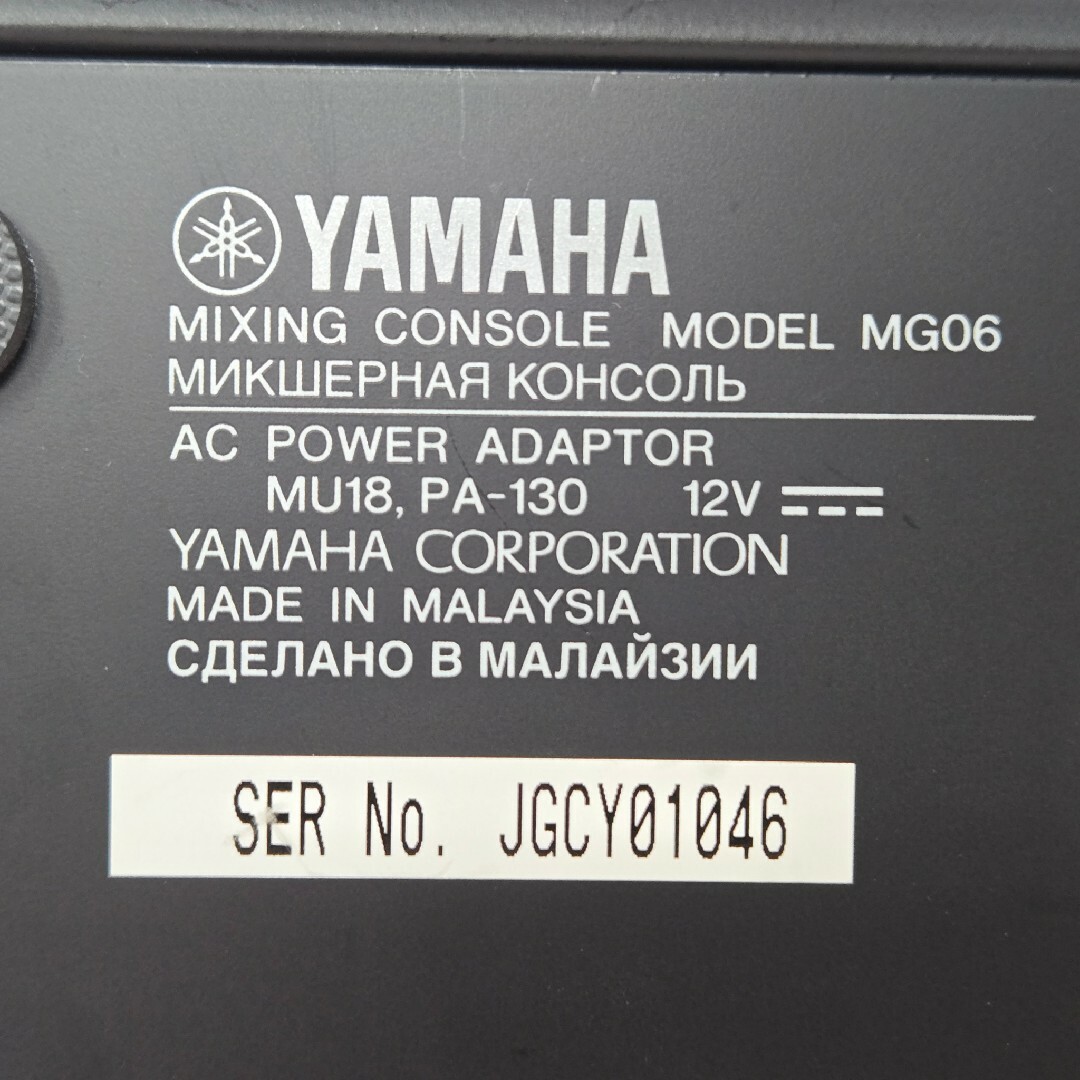 YAMAHA
MIXING CONSOLE MODEL MG06
МИКШЕРНАЯ КОНСОЛЬ
AC POWER ADAPTOR
MU18, PA-130 12V
YAMAHA CORPORATION
MADE IN MALAYSIA
СДЕЛАНО В МАЛАЙЗИИ
SER No. JGCY01046